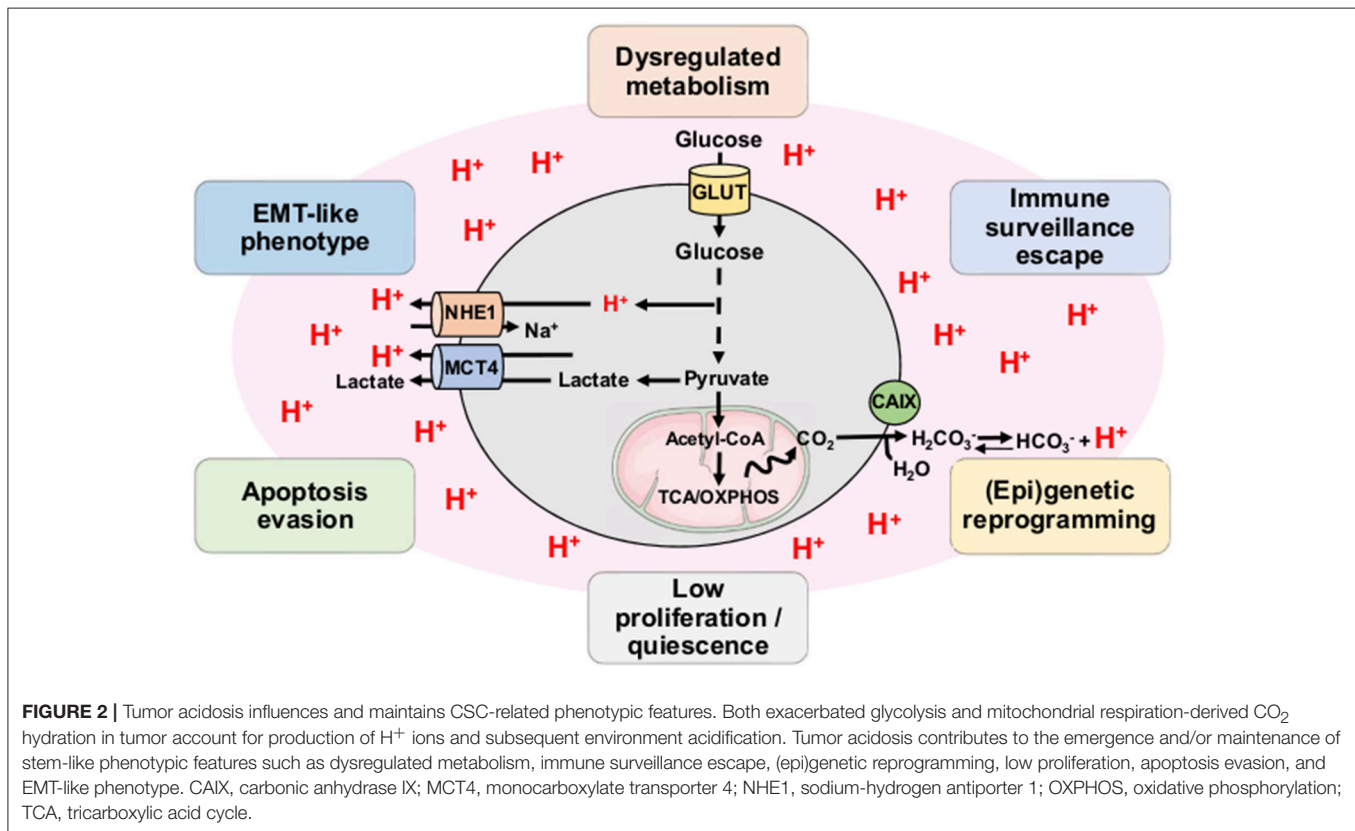 Dysregulated
metabolism
Glucose
H⁺ H⁺ H⁺
GLUT
EMT-like
phenotype
H⁺
H⁺
Immune
surveillance
escape
Glucose
H⁺
H⁺ NHE1 H⁺
Na⁺
H⁺
H⁺
H⁺
H⁺ MCT4
Lactate Lactate Pyruvate
H⁺
CAIX
H⁺
H⁺
Acetyl-CoA CO₂ H₂CO₃⁻ HCO₃⁻ + H⁺
H₂O
TCA/OXPHOS
Apoptosis
evasion
H⁺
(Epi)genetic
reprogramming
H⁺
H⁺ H⁺
Low
proliferation /
quiescence
FIGURE 2 | Tumor acidosis influences and maintains CSC-related phenotypic features. Both exacerbated glycolysis and mitochondrial respiration-derived CO₂
hydration in tumor account for production of H⁺ ions and subsequent environment acidification. Tumor acidosis contributes to the emergence and/or maintenance of
stem-like phenotypic features such as dysregulated metabolism, immune surveillance escape, (epi)genetic reprogramming, low proliferation, apoptosis evasion, and
EMT-like phenotype. CAIX, carbonic anhydrase IX; MCT4, monocarboxylate transporter 4; NHE1, sodium-hydrogen antiporter 1; OXPHOS, oxidative phosphorylation;
TCA, tricarboxylic acid cycle.